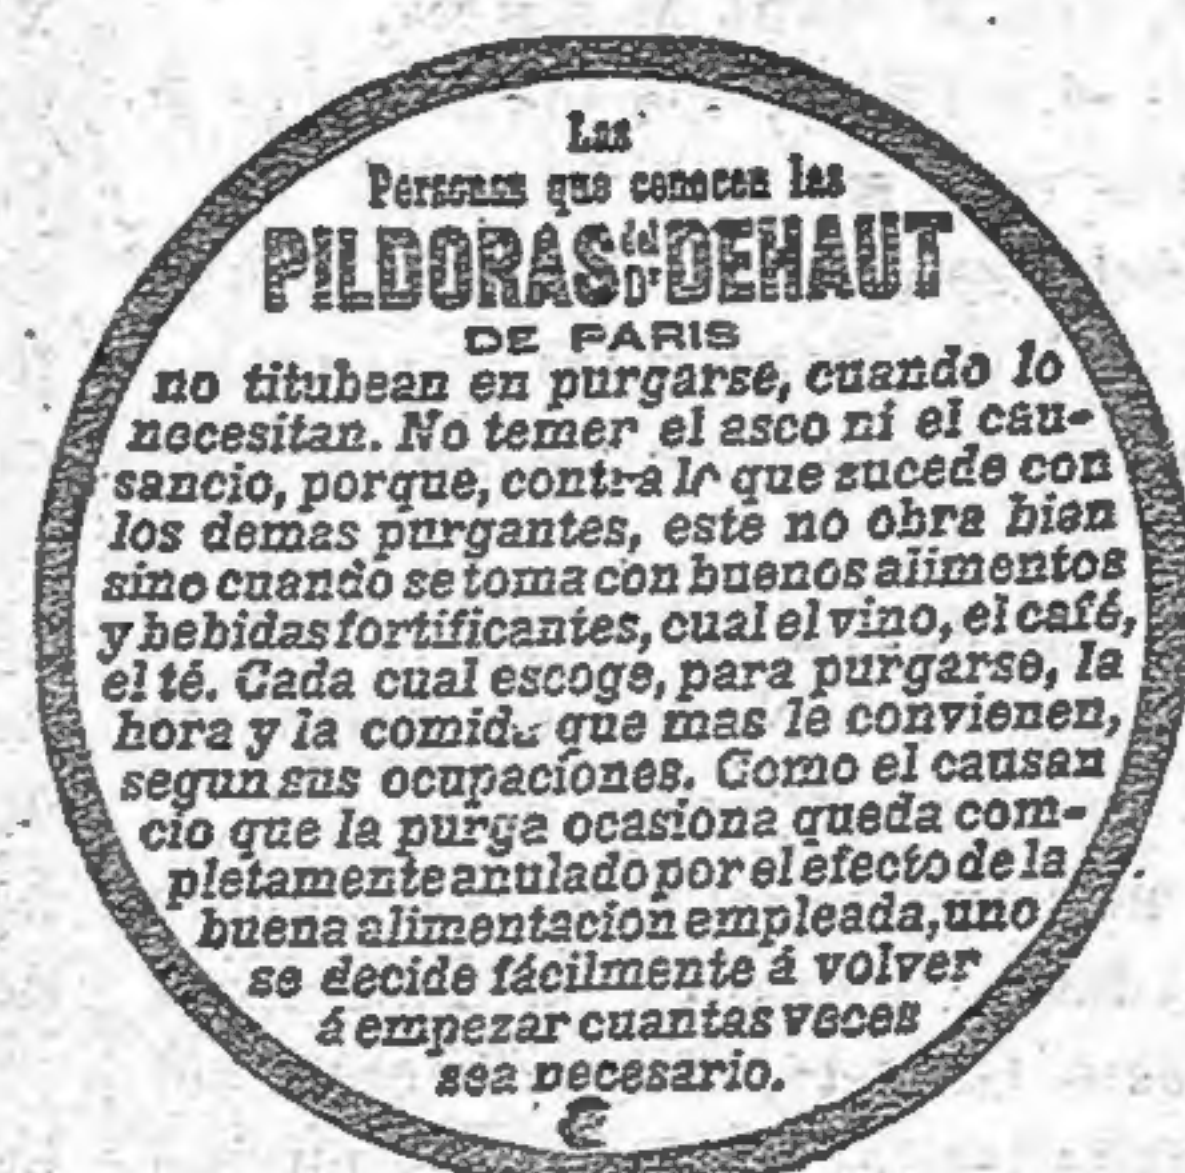 Las
Personas que conocen las
PILDORAS del Dr DEHAUT
DE PARIS
no titubean en purgarse, cuando lo
necesitan. No temer el asco ni el cau-
sancio, porque, contra lo que sucede con
los demas purgantes, este no obra bien
sino cuando se toma con buenos alimentos
y bebidas fortificantes, cual el vino, el café,
el té. Cada cual escoge, para purgarse, la
hora y la comida que mas le convienen,
segun sus ocupaciones. Como el causan
cio que la purga ocasiona queda com-
pletamente anulado por el efecto de la
buena alimentacion empleada, uno
se decide fácilmente á volver
á empezar cuantas veces
sea necesario.